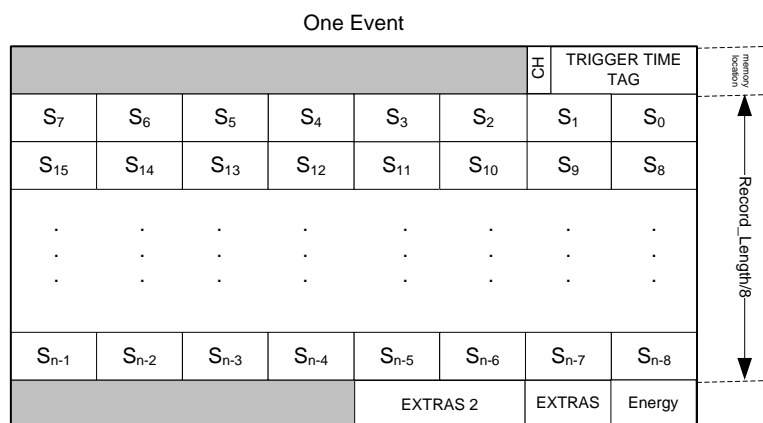 One Event
CH TRIGGER TIME TAG memory location
S7 S6 S5 S4 S3 S2 S1 S0
S15 S14 S13 S12 S11 S10 S9 S8
. . . . . . . .
. . . . . . . .
. . . . . . . .
Record_Length/8
Sn-1 Sn-2 Sn-3 Sn-4 Sn-5 Sn-6 Sn-7 Sn-8
EXTRAS 2 EXTRAS Energy